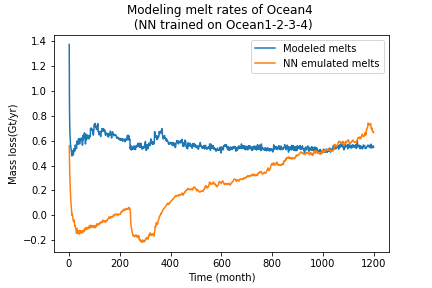 Modeling melt rates of Ocean4
(NN trained on Ocean1-2-3-4)
Modeled melts
NN emulated melts
Mass loss(Gt/yr)
1.4
1.2
1.0
0.8
0.6
0.4
0.2
0.0
−0.2
0 200 400 600 800 1000 1200
Time (month)